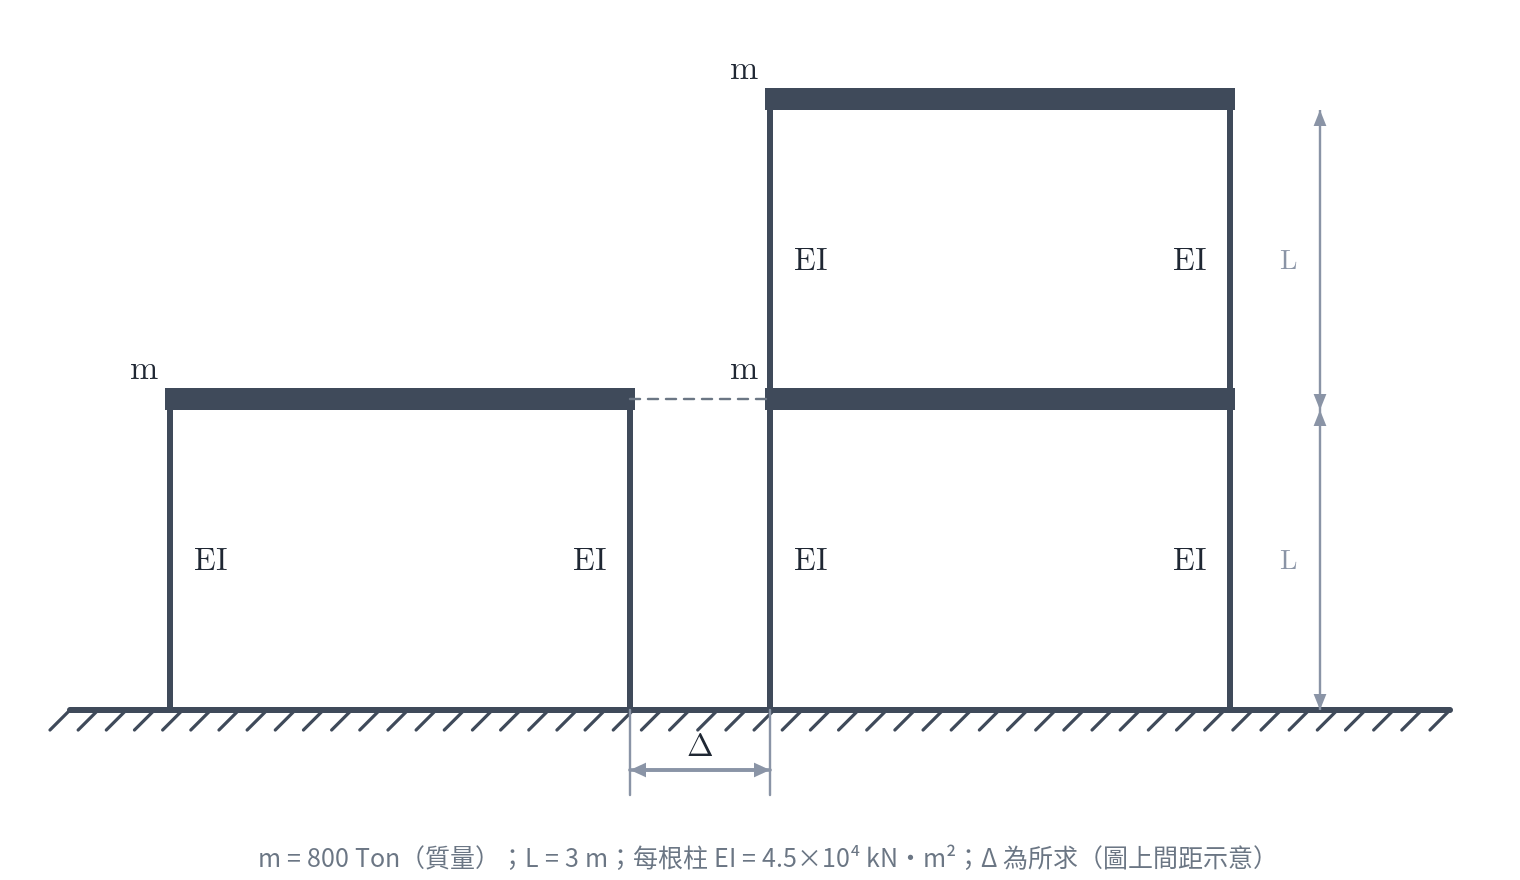 m
EI EI L
m m
EI EI EI EI L
Δ
m = 800 Ton（質量）；L = 3 m；每根柱 EI = 4.5×10⁴ kN・m²；Δ 為所求（圖上間距示意）